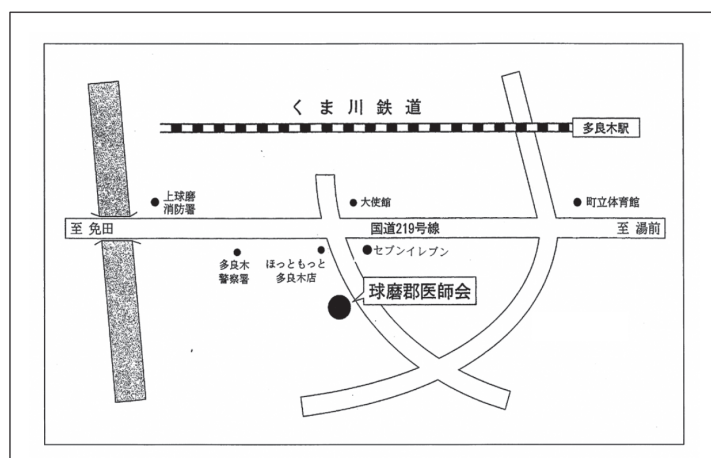 くま川鉄道
多良木駅
上球磨
消防署
大使館
町立体育館
至 免田
国道219号線
至 湯前
多良木
警察署
ほっともっと
多良木店
セブンイレブン
球磨郡医師会